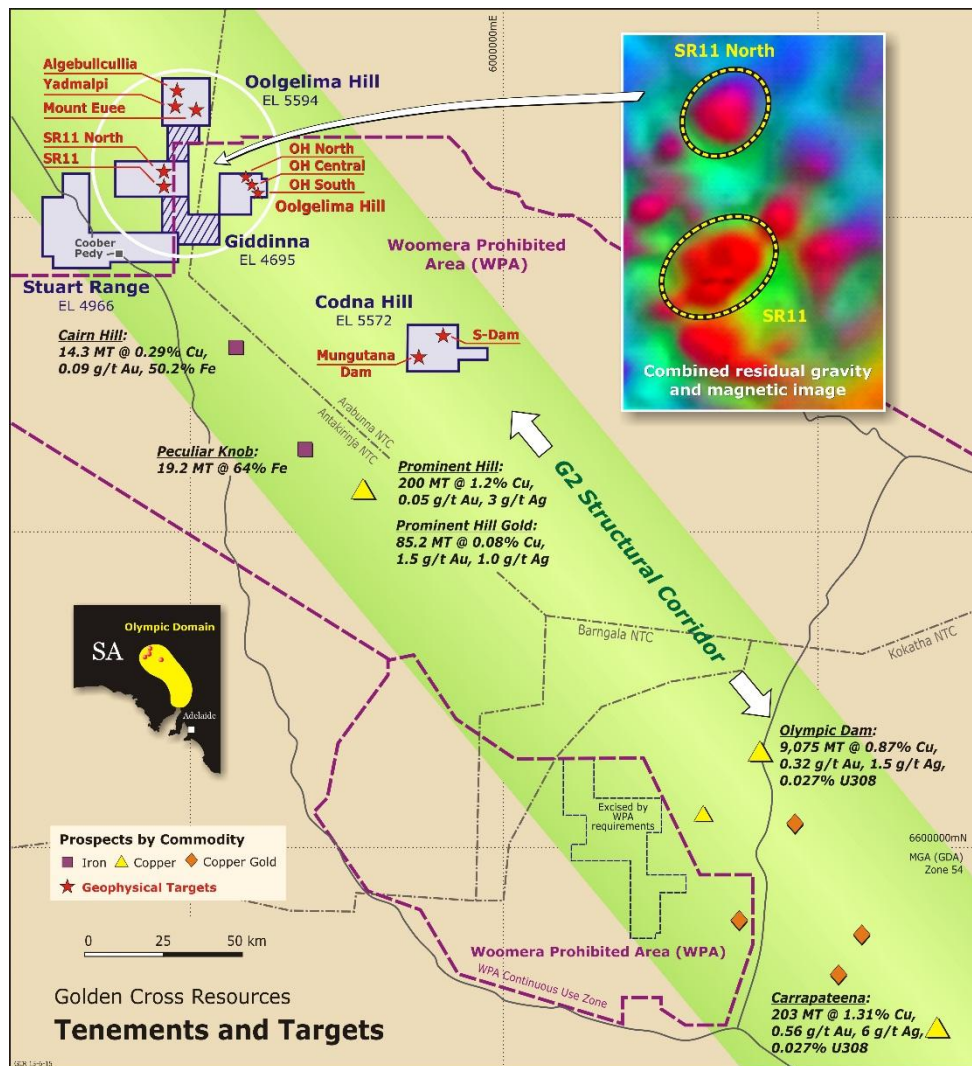 6000000mE
SR11 North
SR11
Combined residual gravity
and magnetic image
Algebullcullia
Yadmalpi
Mount Euee
Oolgelima Hill
EL 5594
SR11 North
SR11
OH North
OH Central
OH South
Oolgelima Hill
Coober
Pedy
Giddinna
EL 4695
Stuart Range
EL 4966
Woomera Prohibited
Area (WPA)
Codna Hill
EL 5572
S-Dam
Mungutana
Dam
Cairn Hill:
14.3 MT @ 0.29% Cu,
0.09 g/t Au, 50.2% Fe
Arabunna NTC
Antakirinja NTC
Peculiar Knob:
19.2 MT @ 64% Fe
Prominent Hill:
200 MT @ 1.2% Cu,
0.05 g/t Au, 3 g/t Ag
Prominent Hill Gold:
85.2 MT @ 0.08% Cu,
1.5 g/t Au, 1.0 g/t Ag
G2 Structural Corridor
Barngala NTC
Kokatha NTC
Olympic Domain
SA
Adelaide
Olympic Dam:
9,075 MT @ 0.87% Cu,
0.32 g/t Au, 1.5 g/t Ag,
0.027% U308
Excised by
WPA
requirements
6600000mN
MGA (GDA)
Zone 54
Prospects by Commodity
Iron Copper Copper Gold
Geophysical Targets
0 25 50 km
Woomera Prohibited Area (WPA)
WPA Continuous Use Zone
Golden Cross Resources
Tenements and Targets
Carrapateena:
203 MT @ 1.31% Cu,
0.56 g/t Au, 6 g/t Ag,
0.027% U308